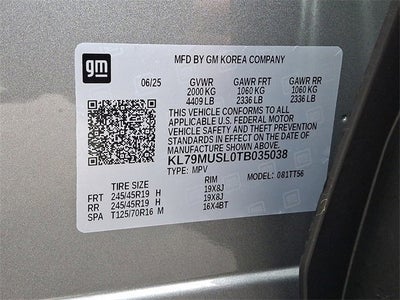 gm
MFD BY GM KOREA COMPANY
06/25 GVWR GAWR FRT GAWR RR
2000 KG 1060 KG 1060 KG
4409 LB 2336 LB 2336 LB
THIS VEHICLE CONFORMS TO ALL
APPLICABLE U.S. FEDERAL MOTOR
VEHICLE SAFETY AND THEFT PREVENTION
STANDARDS IN EFFECT ON THE DATE OF
MANUFACTURE SHOWN ABOVE.
KL79MUSL0TB035038
TYPE: MPV MODEL: 081TT56
TIRE SIZE RIM
FRT 245/45R19 H 19X8J
RR 245/45R19 H 19X8J
SPA T125/70R16 M 16X4BT